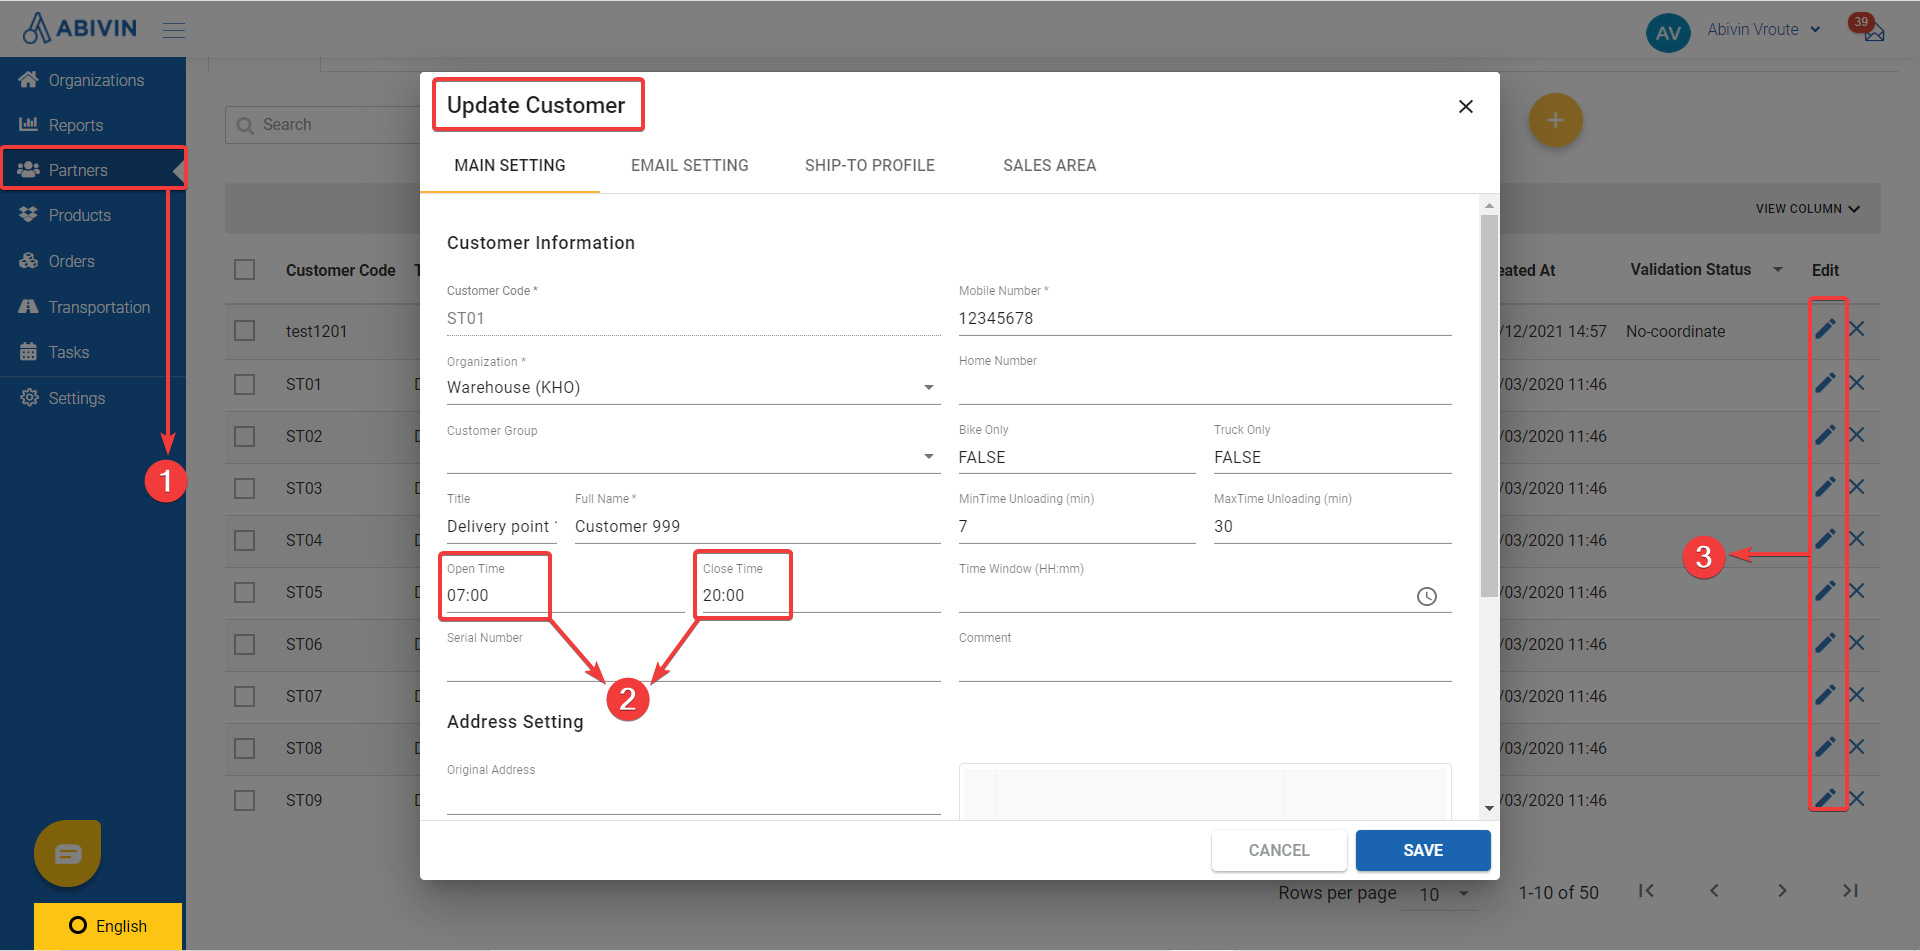 ABIVIN
AV
Abivin Vroute
39
Organizations
Reports
Partners
Products
Orders
Transportation
Tasks
Settings
1
English
Search
VIEW COLUMN
Customer Code
eated At
Validation Status
Edit
test1201
/12/2021 14:57
No-coordinate
ST01
/03/2020 11:46
ST02
/03/2020 11:46
ST03
/03/2020 11:46
ST04
/03/2020 11:46
ST05
/03/2020 11:46
ST06
/03/2020 11:46
ST07
/03/2020 11:46
ST08
/03/2020 11:46
ST09
/03/2020 11:46
3
Update Customer
MAIN SETTING
EMAIL SETTING
SHIP-TO PROFILE
SALES AREA
Customer Information
Customer Code *
ST01
Mobile Number *
12345678
Organization *
Warehouse (KHO)
Home Number
Customer Group
Bike Only
FALSE
Truck Only
FALSE
Title
Delivery point
Full Name *
Customer 999
MinTime Unloading (min)
7
MaxTime Unloading (min)
30
Open Time
07:00
Close Time
20:00
Time Window (HH:mm)
Serial Number
Comment
2
Address Setting
Original Address
CANCEL
SAVE
Rows per page
10
1-10 of 50